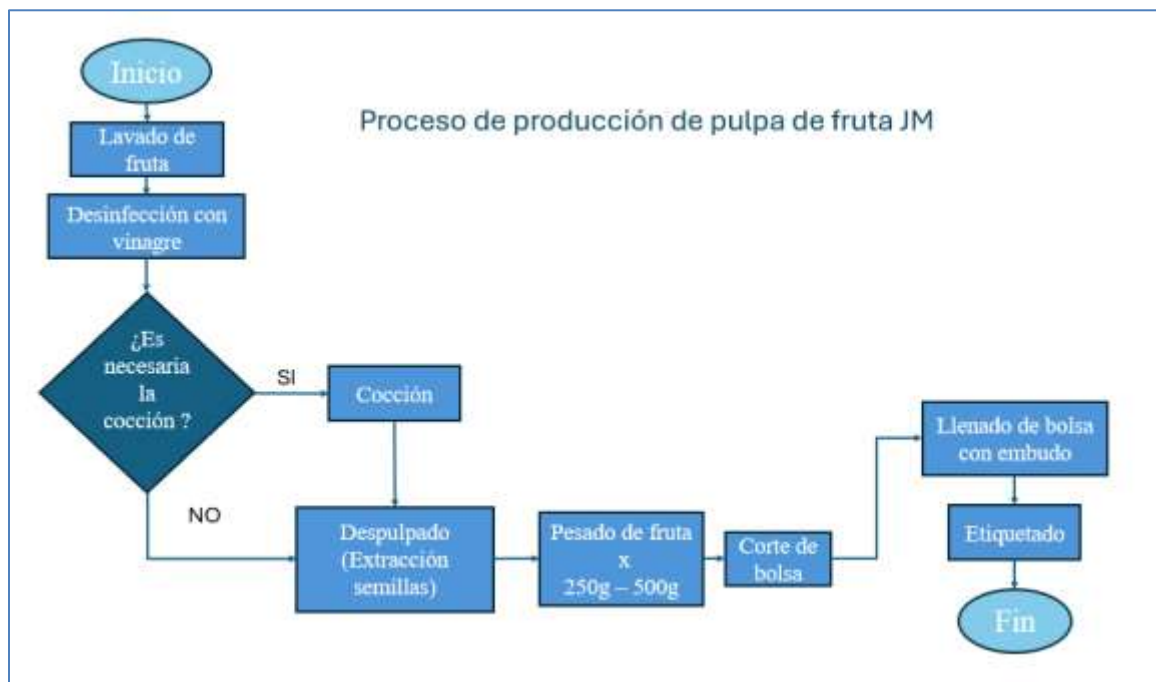 Inicio
Proceso de producción de pulpa de fruta JM
Lavado de
fruta
Desinfección con
vinagre
¿Es
necesaria
la
cocción ?
SI
Cocción
NO
Despulpado
(Extracción
semillas)
Pesado de fruta
x
250g – 500g
Corte de
bolsa
Llenado de bolsa
con embudo
Etiquetado
Fin